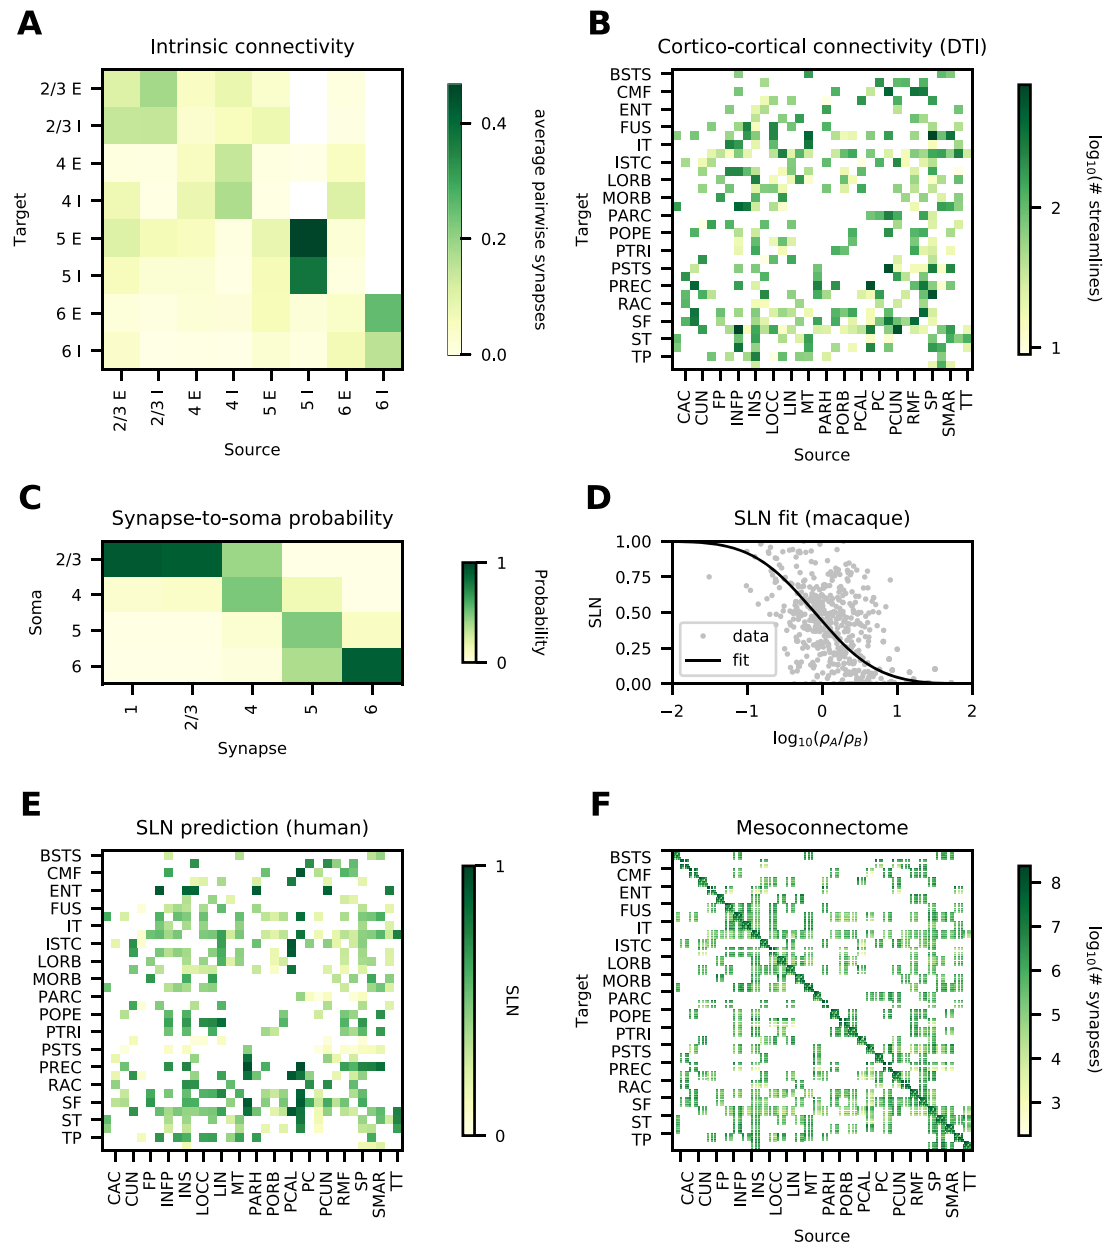 A
Intrinsic connectivity
Target
2/3 E
2/3 I
4 E
4 I
5 E
5 I
6 E
6 I
2/3 E
2/3 I
4 E
4 I
5 E
5 I
6 E
6 I
Source
0.4
0.2
0.0
average pairwise synapses
B
Cortico-cortical connectivity (DTI)
Target
BSTS
CMF
ENT
FUS
IT
ISTC
LORB
MORB
PARC
POPE
PTRI
PSTS
PREC
RAC
SF
ST
TP
CAC
CUN
FP
INFP
INS
LOCC
LIN
MT
PARH
PORB
PCAL
PC
PCUN
RMF
SP
SMAR
TT
Source
2
1
log₁₀(# streamlines)
C
Synapse-to-soma probability
Soma
2/3
4
5
6
1
2/3
4
5
6
Synapse
1
0
Probability
D
SLN fit (macaque)
SLN
1.00
0.75
0.50
0.25
0.00
data
fit
−2
−1
0
1
2
log₁₀(ρ_A/ρ_B)
E
SLN prediction (human)
BSTS
CMF
ENT
FUS
IT
ISTC
LORB
MORB
PARC
POPE
PTRI
PSTS
PREC
RAC
SF
ST
TP
CAC
CUN
FP
INFP
INS
LOCC
LIN
MT
PARH
PORB
PCAL
PC
PCUN
RMF
SP
SMAR
TT
1
0
SLN
F
Mesoconnectome
Target
BSTS
CMF
ENT
FUS
IT
ISTC
LORB
MORB
PARC
POPE
PTRI
PSTS
PREC
RAC
SF
ST
TP
CAC
CUN
FP
INFP
INS
LOCC
LIN
MT
PARH
PORB
PCAL
PC
PCUN
RMF
SP
SMAR
TT
Source
8
7
6
5
4
3
log₁₀(# synapses)